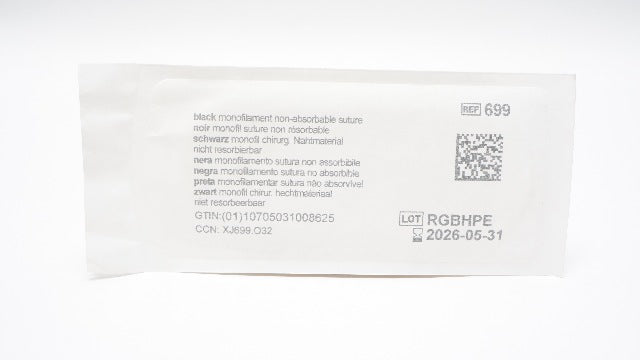 black monofilament non-absorbable suture
noir monofil suture non résorbable
schwarz monofil chirurg. Nahtmaterial
nicht resorbierbar
nera monofilamento sutura non assorbibile
negra monofilamento sutura no absorbible
preta monofilamentar sutura não absorvível
zwart monofil chirur. hechtmateriaal
niet resorbeerbaar
GTIN:(01)10705031008625
CCN: XJ699.O32
REF 699
LOT RGBHPE
2026-05-31